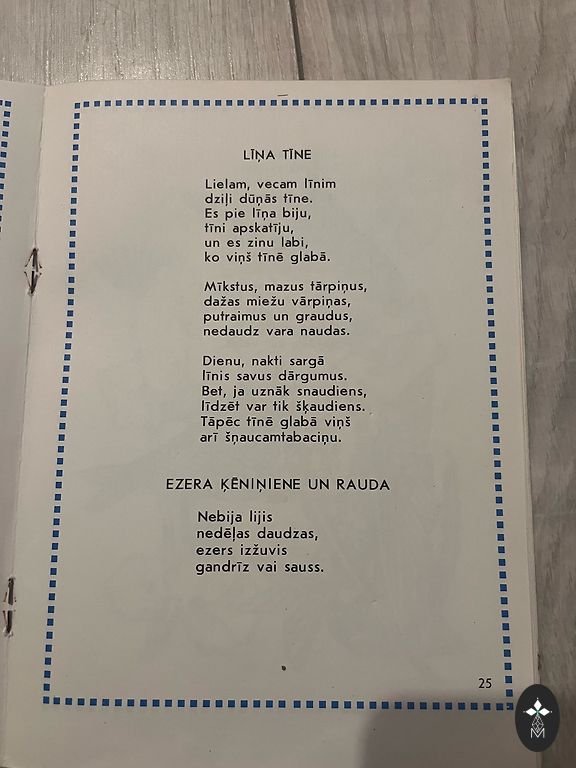 LĪŅA TĪNE
Lielam, vecam līnim
dziļi dūņās tīne.
Es pie līņa biju,
tīni apskatīju,
un es zinu labi,
ko viņš tīnē glabā.
Mīkstus, mazus tārpiņus,
dažas miežu vārpiņas,
putraimus un graudus,
nedaudz vara naudas.
Dienu, nakti sargā
līnis savus dārgumus.
Bet, ja uznāk snaudiens,
līdzēt var tik šķaudiens.
Tāpēc tīnē glabā viņš
arī šņaucamtabaciņu.
EZERA ĶĒNIŅIENE UN RAUDA
Nebija lijis
nedēļas daudzas,
ezers izžuvis
gandrīz vai sauss.
25
M